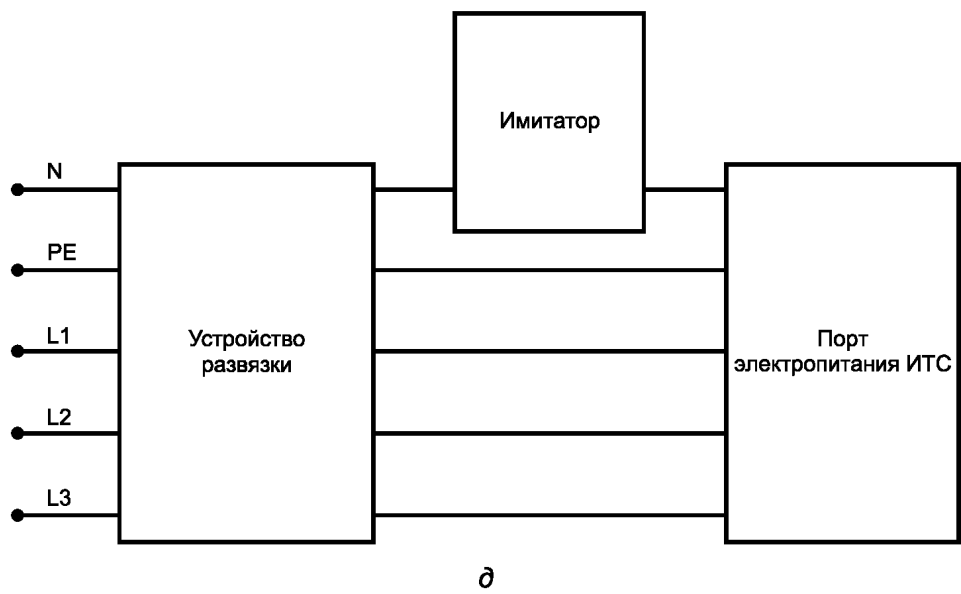 Имитатор
N
PE
L1
L2
L3
Устройство
развязки
Порт
электропитания ИТС
д